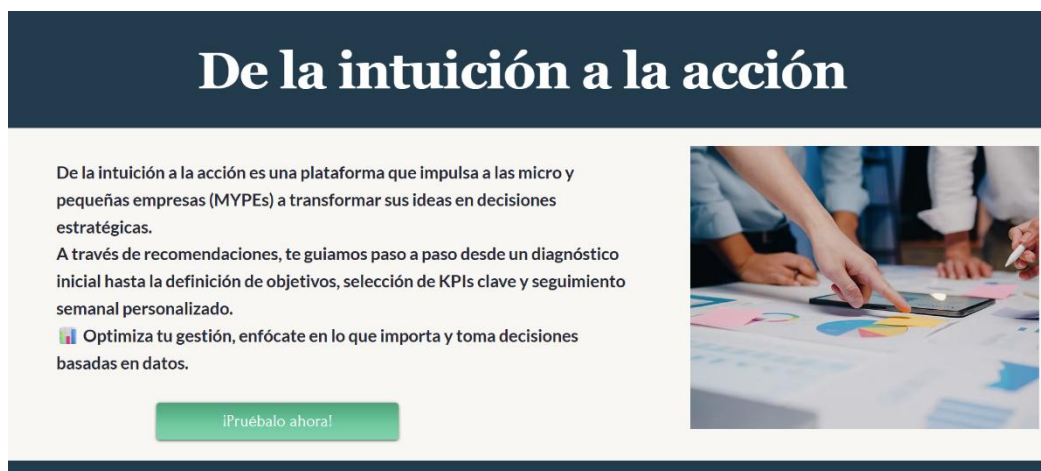 De la intuición a la acción
De la intuición a la acción es una plataforma que impulsa a las micro y
pequeñas empresas (MYPEs) a transformar sus ideas en decisiones
estratégicas.
A través de recomendaciones, te guiamos paso a paso desde un diagnóstico
inicial hasta la definición de objetivos, selección de KPIs clave y seguimiento
semanal personalizado.
📊 Optimiza tu gestión, enfócate en lo que importa y toma decisiones
basadas en datos.
¡Pruébalo ahora!